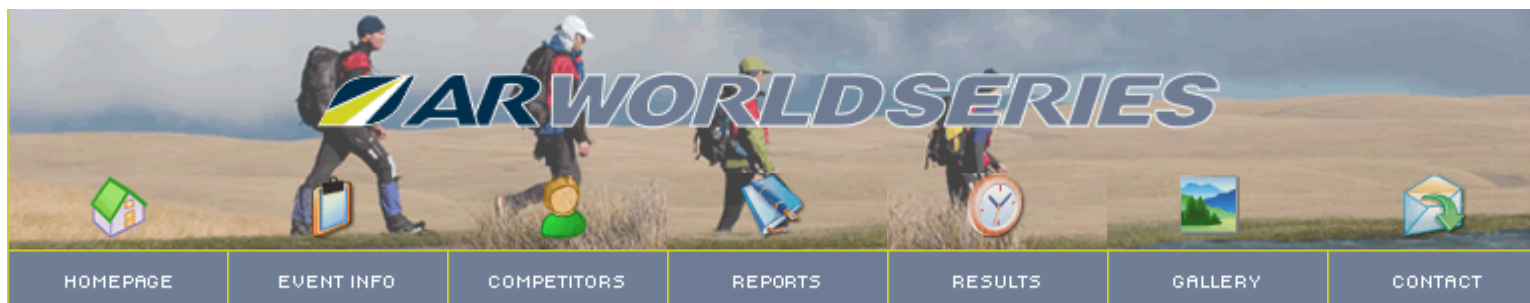 ARWORLDSERIES
HOMEPAGE
EVENT INFO
COMPETITORS
REPORTS
RESULTS
GALLERY
CONTACT